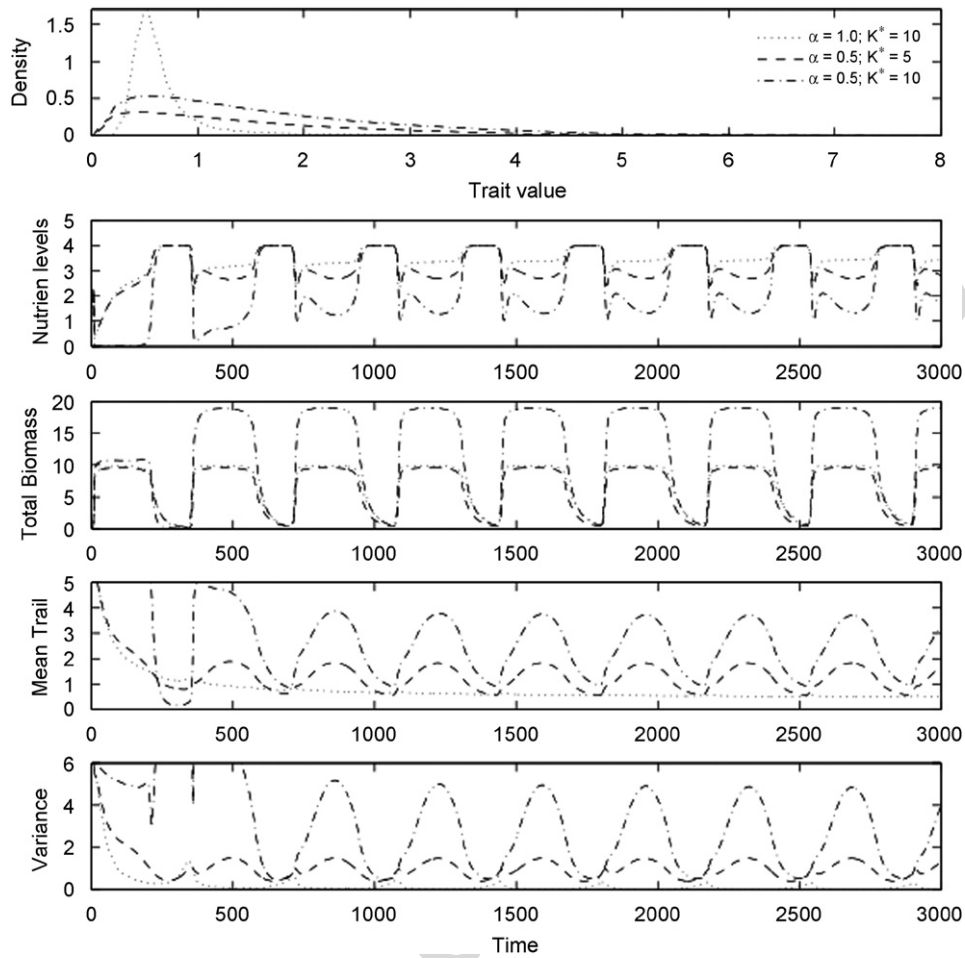 Density
1.5
1
0.5
0
α = 1.0; K* = 10
α = 0.5; K* = 5
α = 0.5; K* = 10
0 1 2 3 4 5 6 7 8
Trait value
Nutrien levels
5
4
3
2
1
0
0 500 1000 1500 2000 2500 3000
Total Biomass
20
15
10
5
0
0 500 1000 1500 2000 2500 3000
Mean Trail
5
4
3
2
1
0
0 500 1000 1500 2000 2500 3000
Variance
6
4
2
0
0 500 1000 1500 2000 2500 3000
Time